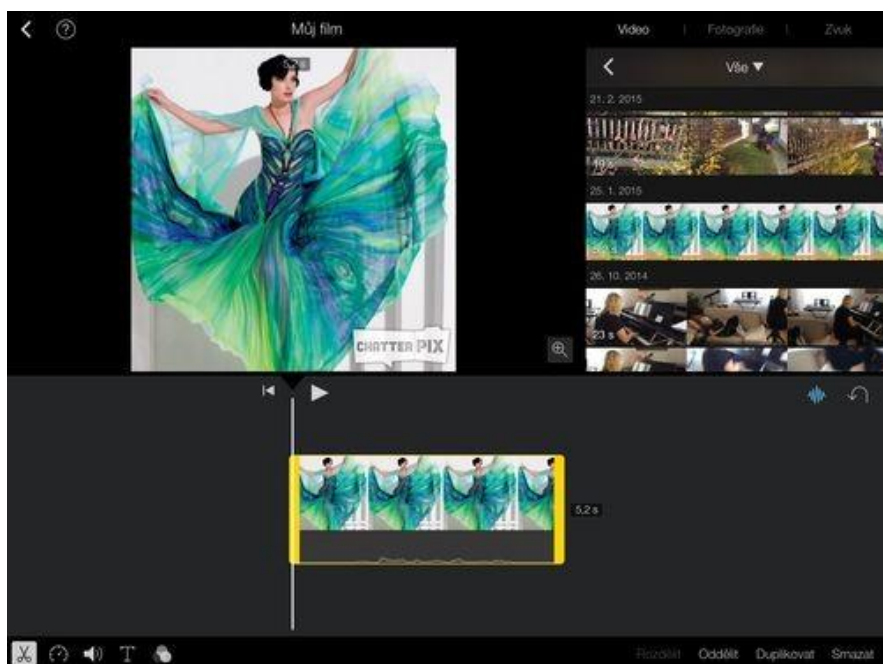 Můj film
Video
Fotografie
Zvuk
Vše
21. 2. 2015
25. 1. 2015
26. 10. 2014
23 s
CHATTER PIX
5,2 s
T
Rozdělit
Oddělit
Duplikovat
Smazat